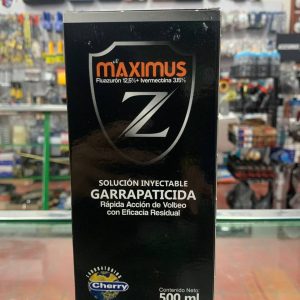 MAXIMUS
Fluazurón 12,5%+ Ivermectina 3,15%
Z
SOLUCIÓN INYECTABLE
GARRAPATICIDA
Rápida Acción de Volteo
con Eficacia Residual
LABORATORIOS
Cherry
Contenido Neto:
500 ml